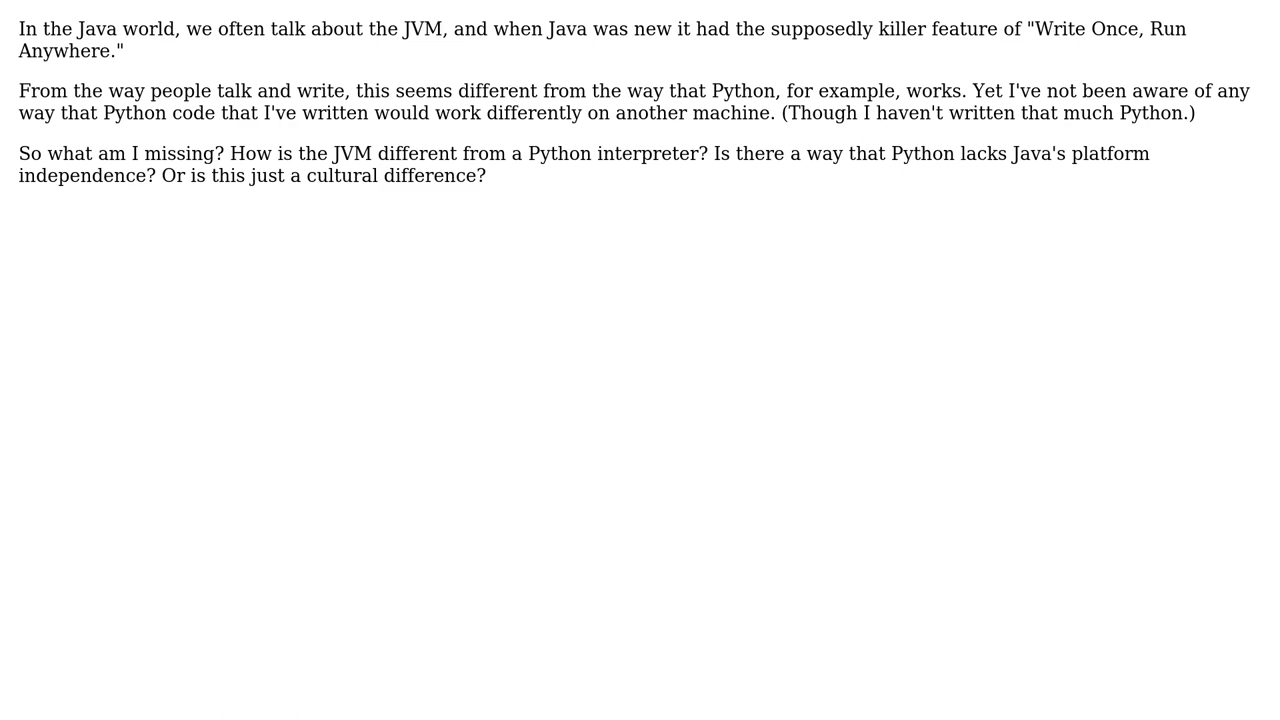 In the Java world, we often talk about the JVM, and when Java was new it had the supposedly killer feature of "Write Once, Run
Anywhere."
From the way people talk and write, this seems different from the way that Python, for example, works. Yet I've not been aware of any
way that Python code that I've written would work differently on another machine. (Though I haven't written that much Python.)
So what am I missing? How is the JVM different from a Python interpreter? Is there a way that Python lacks Java's platform
independence? Or is this just a cultural difference?